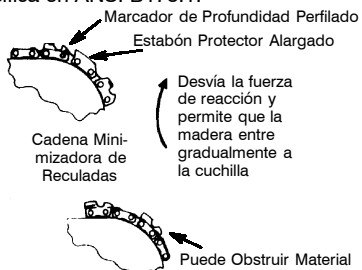 Marcador de Profundidad Perfilado
Estabón Protector Alargado
Desvía la fuerza
de reacción y
permite que la
madera entre
gradualmente a
la cuchilla
Cadena Mini-
mizadora de
Reculadas
Puede Obstruir Material